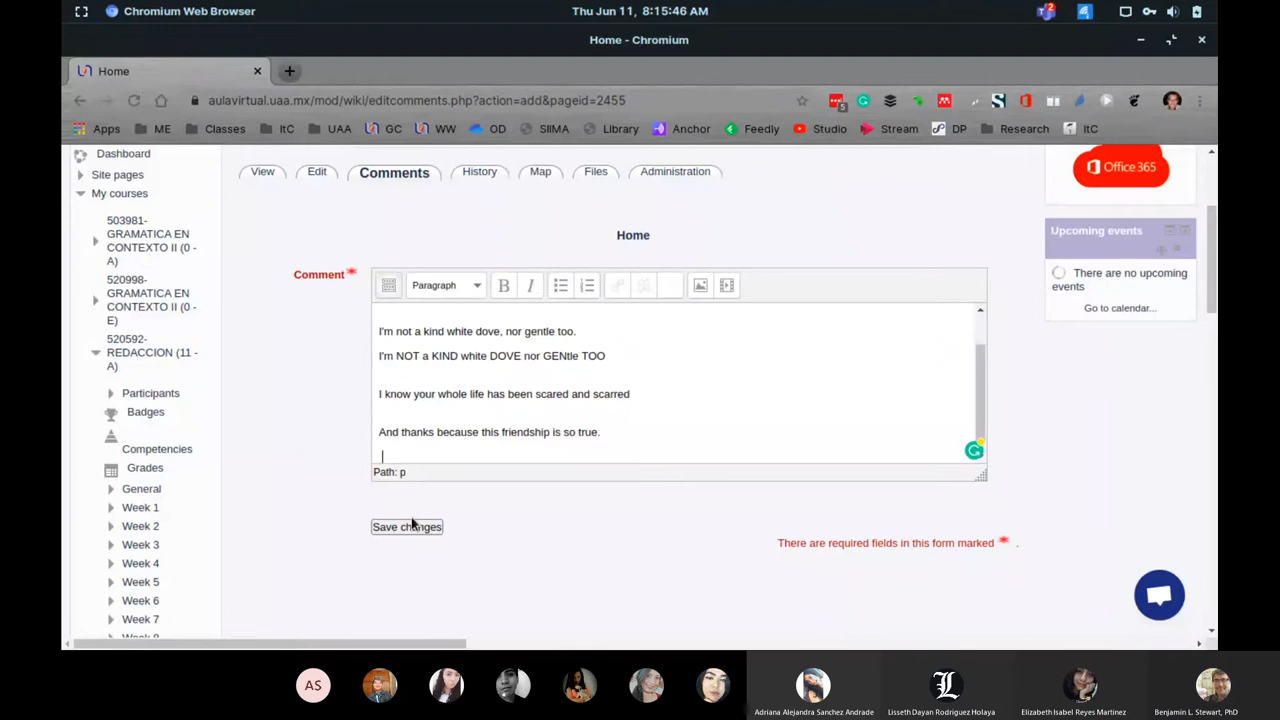 Chromium Web Browser
Thu Jun 11, 8:15:46 AM
2
Home - Chromium
Home
aulavirtual.uaa.mx/mod/wiki/editcomments.php?action=add&pageid=2455
5
Apps ME Classes ItC UAA GC WW OD SIIMA Library Anchor Feedly Studio Stream DP Research ItC
Dashboard
Site pages
My courses
503981-
GRAMATICA EN
CONTEXTO II (0 -
A)
520998-
GRAMATICA EN
CONTEXTO II (0 -
E)
520592-
REDACCION (11 -
A)
Participants
Badges
Competencies
Grades
General
Week 1
Week 2
Week 3
Week 4
Week 5
Week 6
Week 7
View Edit Comments History Map Files Administration
Home
Comment
Paragraph B I
I'm not a kind white dove, nor gentle too.
I'm NOT a KIND white DOVE nor GENtle TOO
I know your whole life has been scared and scarred
And thanks because this friendship is so true.
Path: p
Save changes
There are required fields in this form marked .
Office 365
Upcoming events
There are no upcoming
events
Go to calendar...
AS
L
Adriana Alejandra Sanchez Andrade
Lisseth Dayan Rodriguez Holaya
Elizabeth Isabel Reyes Martinez
Benjamin L. Stewart, PhD